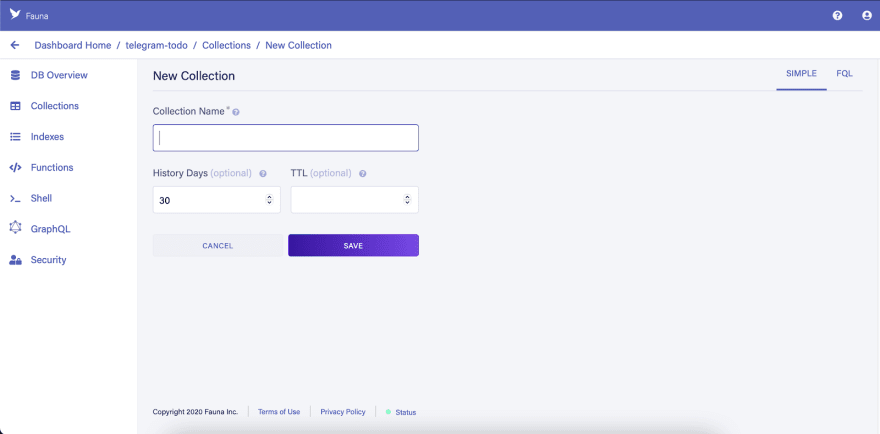 Fauna
Dashboard Home / telegram-todo / Collections / New Collection
DB Overview
Collections
Indexes
Functions
Shell
GraphQL
Security
New Collection
SIMPLE FQL
Collection Name *
History Days (optional) TTL (optional)
30
CANCEL SAVE
Copyright 2020 Fauna Inc. Terms of Use Privacy Policy Status